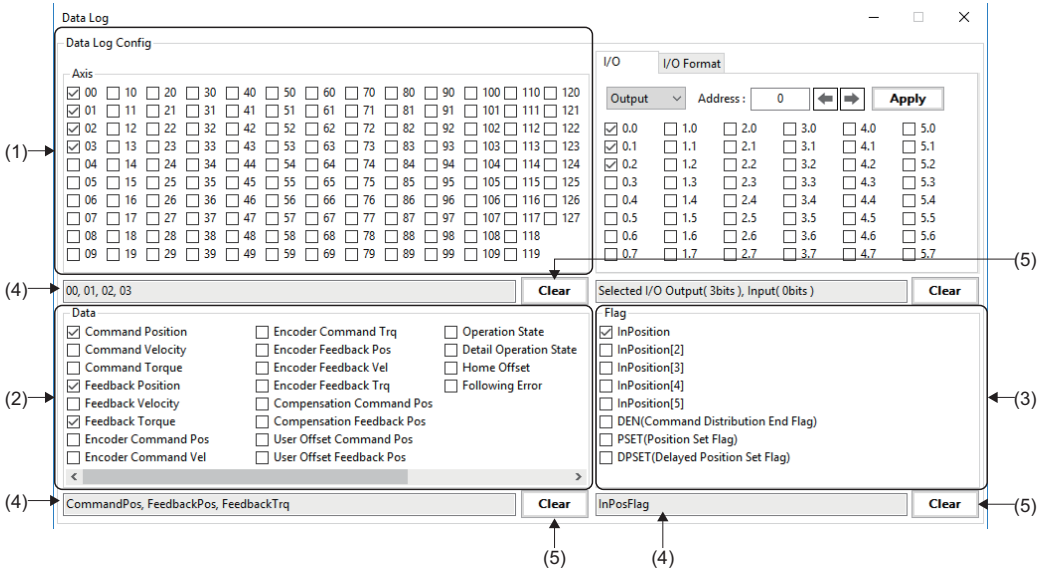 Data Log
Data Log Config
Axis
00 10 20 30 40 50 60 70 80 90 100 110 120
01 11 21 31 41 51 61 71 81 91 101 111 121
02 12 22 32 42 52 62 72 82 92 102 112 122
03 13 23 33 43 53 63 73 83 93 103 113 123
04 14 24 34 44 54 64 74 84 94 104 114 124
05 15 25 35 45 55 65 75 85 95 105 115 125
06 16 26 36 46 56 66 76 86 96 106 116 126
07 17 27 37 47 57 67 77 87 97 107 117 127
08 18 28 38 48 58 68 78 88 98 108 118
09 19 29 39 49 59 69 79 89 99 109 119
(1)
I/O I/O Format
Output Address : 0 Apply
0.0 1.0 2.0 3.0 4.0 5.0
0.1 1.1 2.1 3.1 4.1 5.1
0.2 1.2 2.2 3.2 4.2 5.2
0.3 1.3 2.3 3.3 4.3 5.3
0.4 1.4 2.4 3.4 4.4 5.4
0.5 1.5 2.5 3.5 4.5 5.5
0.6 1.6 2.6 3.6 4.6 5.6
0.7 1.7 2.7 3.7 4.7 5.7
(5)
(4) 00, 01, 02, 03 Clear
Selected I/O Output( 3bits ), Input( 0bits ) Clear
Data
Command Position Encoder Command Trq Operation State
Command Velocity Encoder Feedback Pos Detail Operation State
Command Torque Encoder Feedback Vel Home Offset
Feedback Position Encoder Feedback Trq Following Error
Feedback Velocity Compensation Command Pos
Feedback Torque Compensation Feedback Pos
Encoder Command Pos User Offset Command Pos
Encoder Command Vel User Offset Feedback Pos
(2)
Flag
InPosition
InPosition[2]
InPosition[3]
InPosition[4]
InPosition[5]
DEN(Command Distribution End Flag)
PSET(Position Set Flag)
DPSET(Delayed Position Set Flag)
(3)
(4) CommandPos, FeedbackPos, FeedbackTrq Clear
InPosFlag Clear (5)
(5) (4)